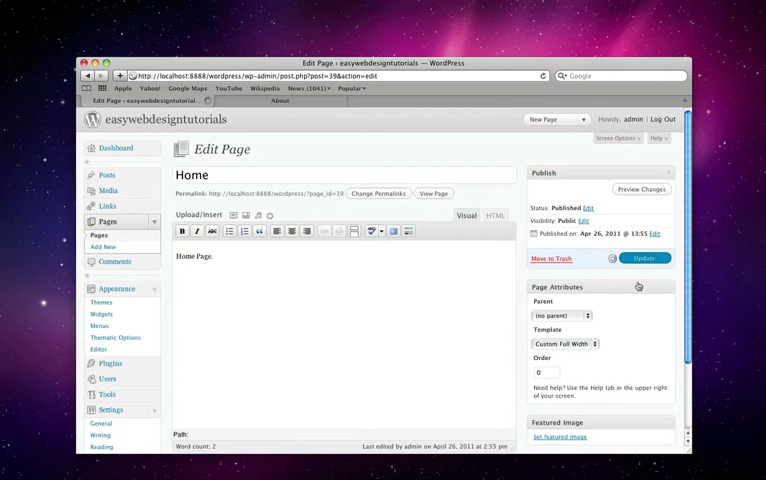 Edit Page ‹ easywebdesigntutorials — WordPress
http://localhost:8888/wordpress/wp-admin/post.php?post=39&action=edit
Google
Apple Yahoo! Google Maps YouTube Wikipedia News (1041) Popular
Edit Page ‹ easywebdesigntutorial... About
easywebdesigntutorials
New Page
Howdy, admin | Log Out
Screen Options
Help
Dashboard
Posts
Media
Links
Pages
Pages
Add New
Comments
Appearance
Themes
Widgets
Menus
Thematic Options
Editor
Plugins
Users
Tools
Settings
General
Writing
Reading
Edit Page
Home
Permalink: http://localhost:8888/wordpress/?page_id=39 Change Permalinks View Page
Upload/Insert
Visual HTML
B I ABC
Home Page.
Path:
Word count: 2
Last edited by admin on April 26, 2011 at 2:55 pm
Publish
Preview Changes
Status: Published Edit
Visibility: Public Edit
Published on: Apr 26, 2011 @ 13:55 Edit
Move to Trash
Update
Page Attributes
Parent
(no parent)
Template
Custom Full Width
Order
0
Need help? Use the Help tab in the upper right
of your screen.
Featured Image
Set featured image